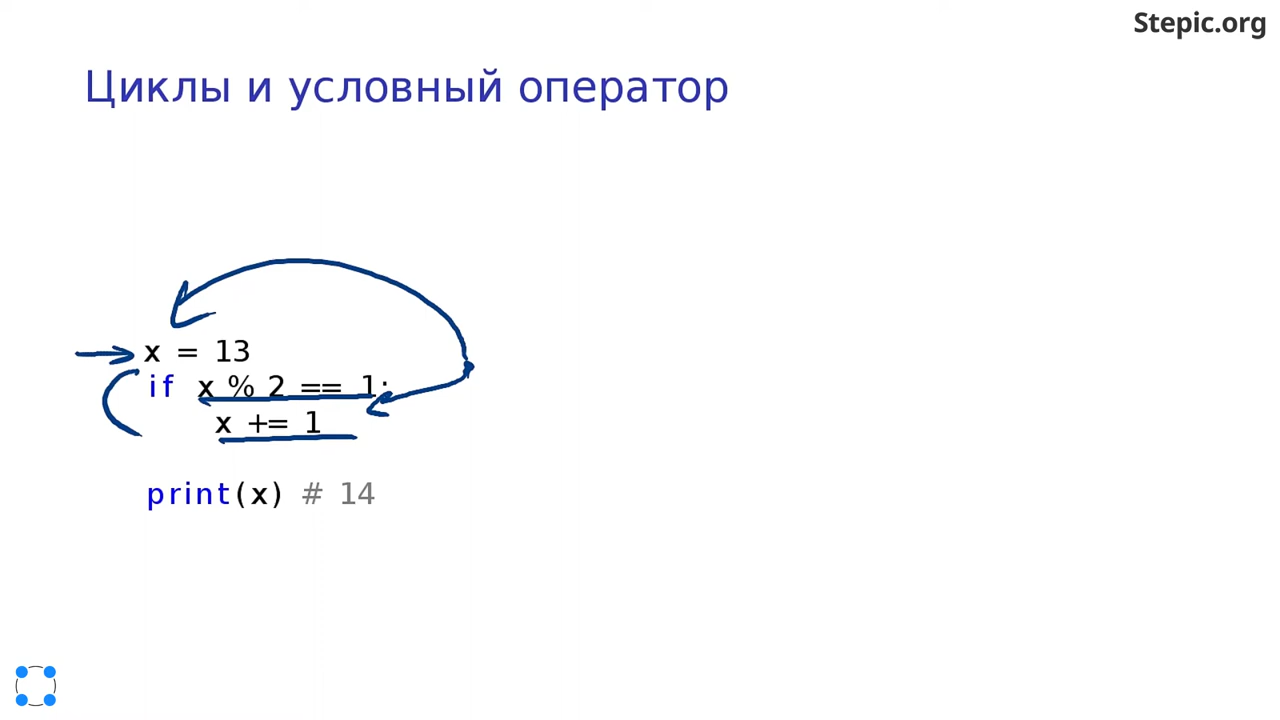 Stepic.org
Циклы и условный оператор
x = 13
if x % 2 == 1:
x += 1
print(x) # 14